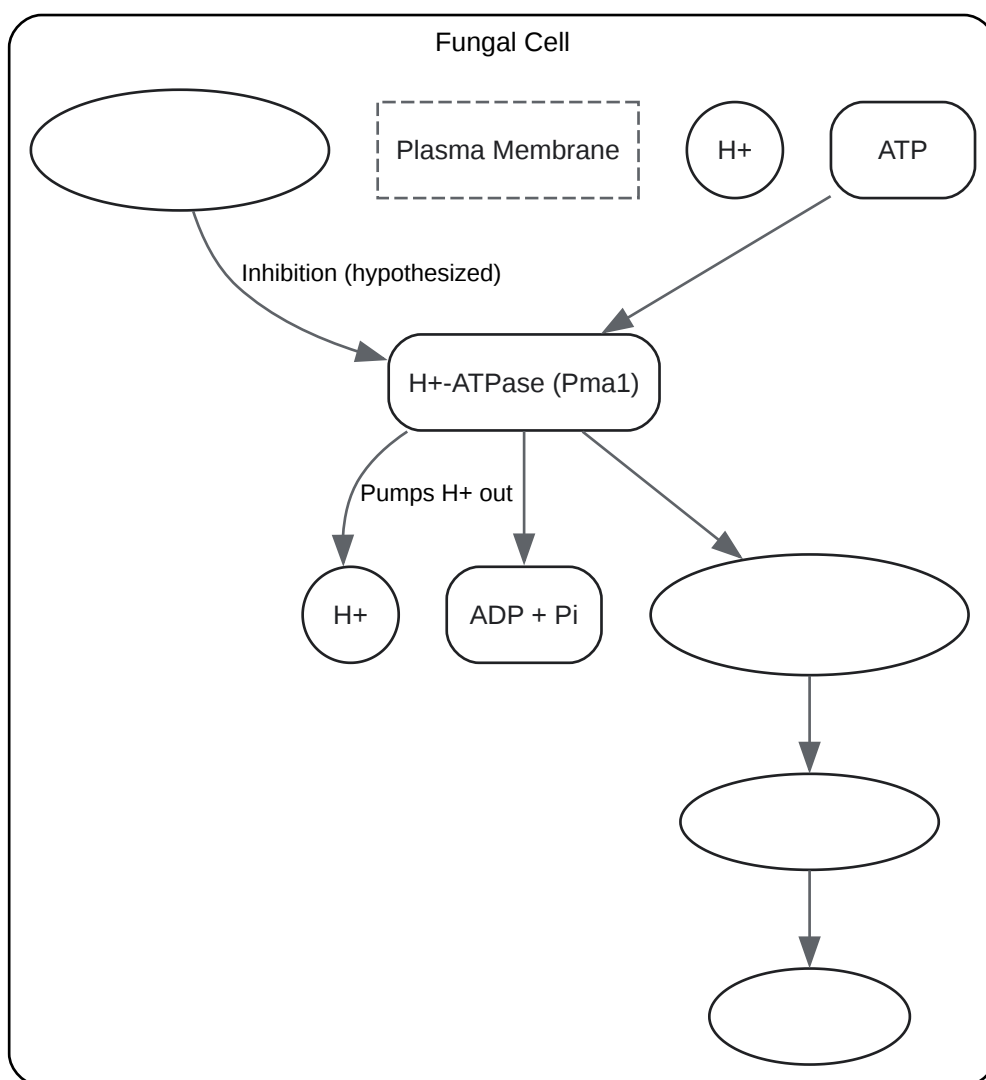 Fungal Cell
Plasma Membrane
H+
ATP
Inhibition (hypothesized)
H+-ATPase (Pma1)
Pumps H+ out
H+
ADP + Pi